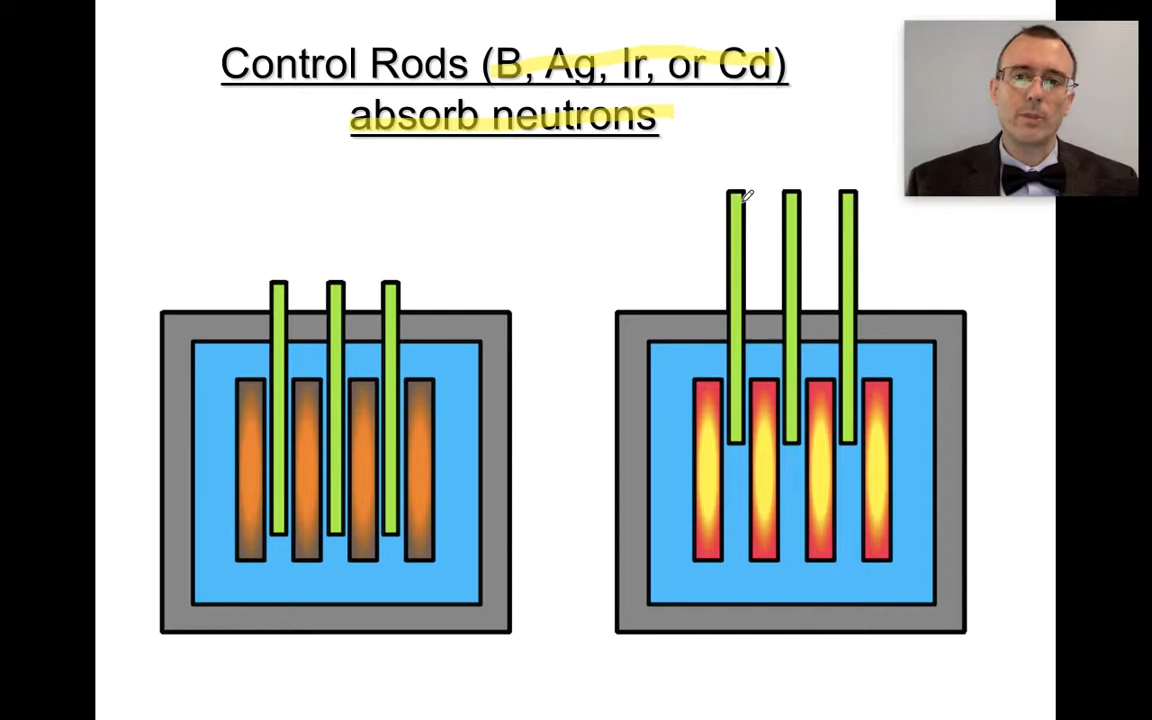 Control Rods (B, Ag, Ir, or Cd)
absorb neutrons